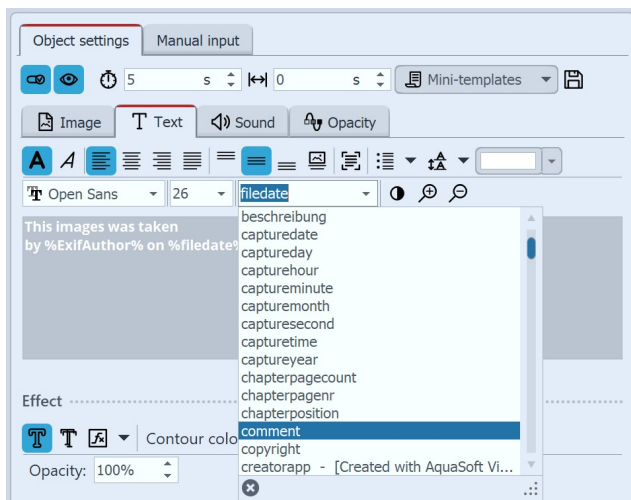 Object settings Manual input
5 s 0 s Mini-templates
Image Text Sound Opacity
Open Sans 26 filedate
This images was taken
by %ExifAuthor% on %filedate%
beschreibung
capturedate
captureday
capturehour
captureminute
capturemonth
capturesecond
capturetime
captureyear
chapterpagecount
chapterpagenr
chapterposition
comment
copyright
creatorapp - [Created with AquaSoft Vi...
Effect
Contour colo
Opacity: 100%